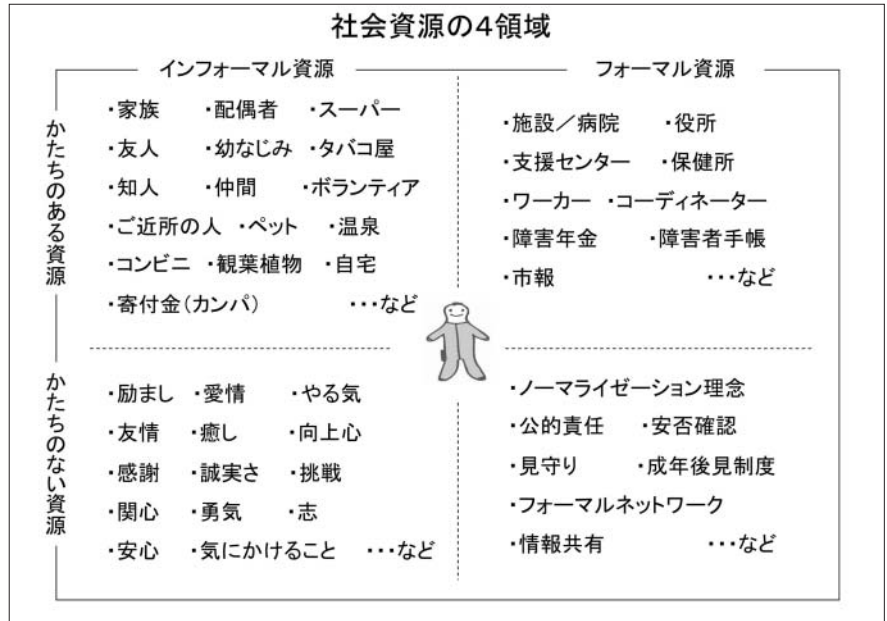 社会資源の4領域
インフォーマル資源
フォーマル資源
かたちのある資源
・家族 ・配偶者 ・スーパー
・友人 ・幼なじみ ・タバコ屋
・知人 ・仲間 ・ボランティア
・ご近所の人 ・ペット ・温泉
・コンビニ ・観葉植物 ・自宅
・寄付金(カンパ) ・・・など
・施設／病院 ・役所
・支援センター ・保健所
・ワーカー ・コーディネーター
・障害年金 ・障害者手帳
・市報 ・・・など
かたちのない資源
・励まし ・愛情 ・やる気
・友情 ・癒し ・向上心
・感謝 ・誠実さ ・挑戦
・関心 ・勇気 ・志
・安心 ・気にかけること ・・・など
・ノーマライゼーション理念
・公的責任 ・安否確認
・見守り ・成年後見制度
・フォーマルネットワーク
・情報共有 ・・・など